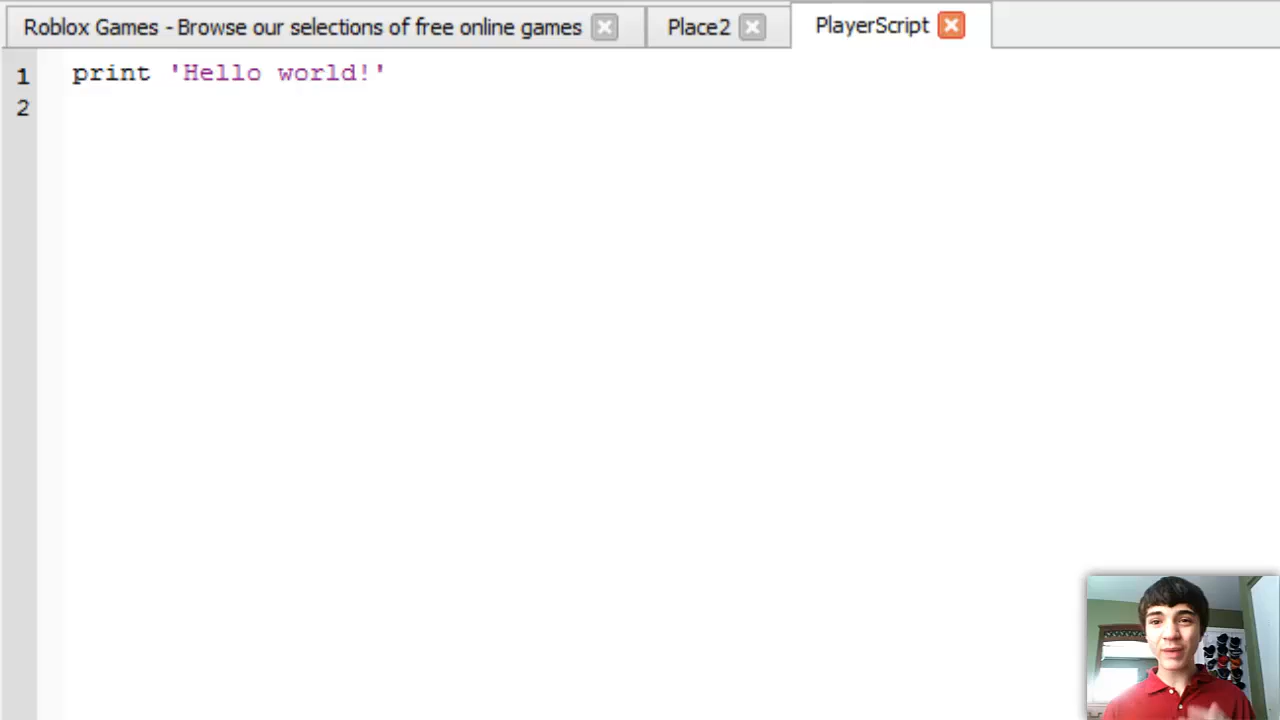 Roblox Games - Browse our selections of free online games Place2 PlayerScript
1 print 'Hello world!'
2